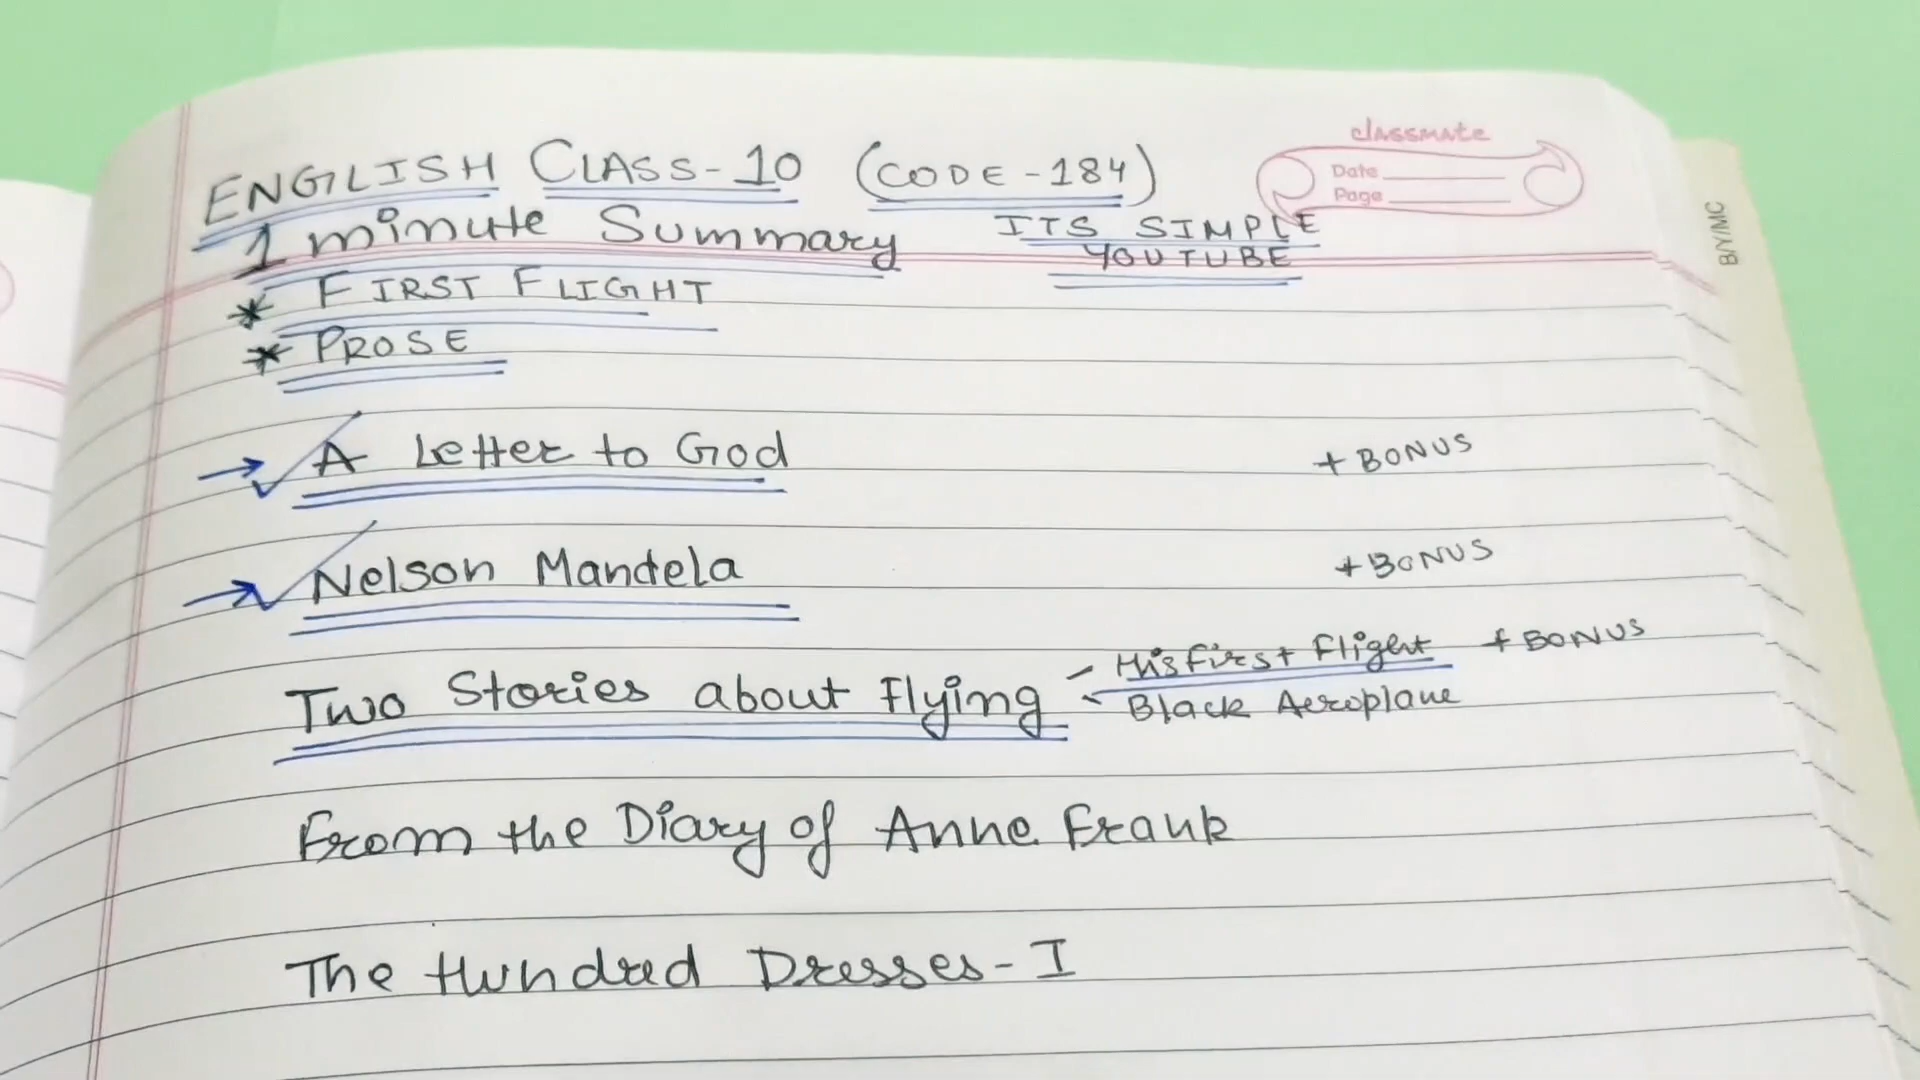 ENGLISH CLASS-10 (CODE-184)
classmate
Date
Page
1 minute Summary
ITS SIMPLE
YOUTUBE
* FIRST FLIGHT
* PROSE
→ ✓ A Letter to God + BONUS
→ ✓ Nelson Mandela + BONUS
Two Stories about Flying - His First Flight + BONUS
- Black Aeroplane
From the Diary of Anne Frank
The Hundred Dresses - I
B/Y/MC